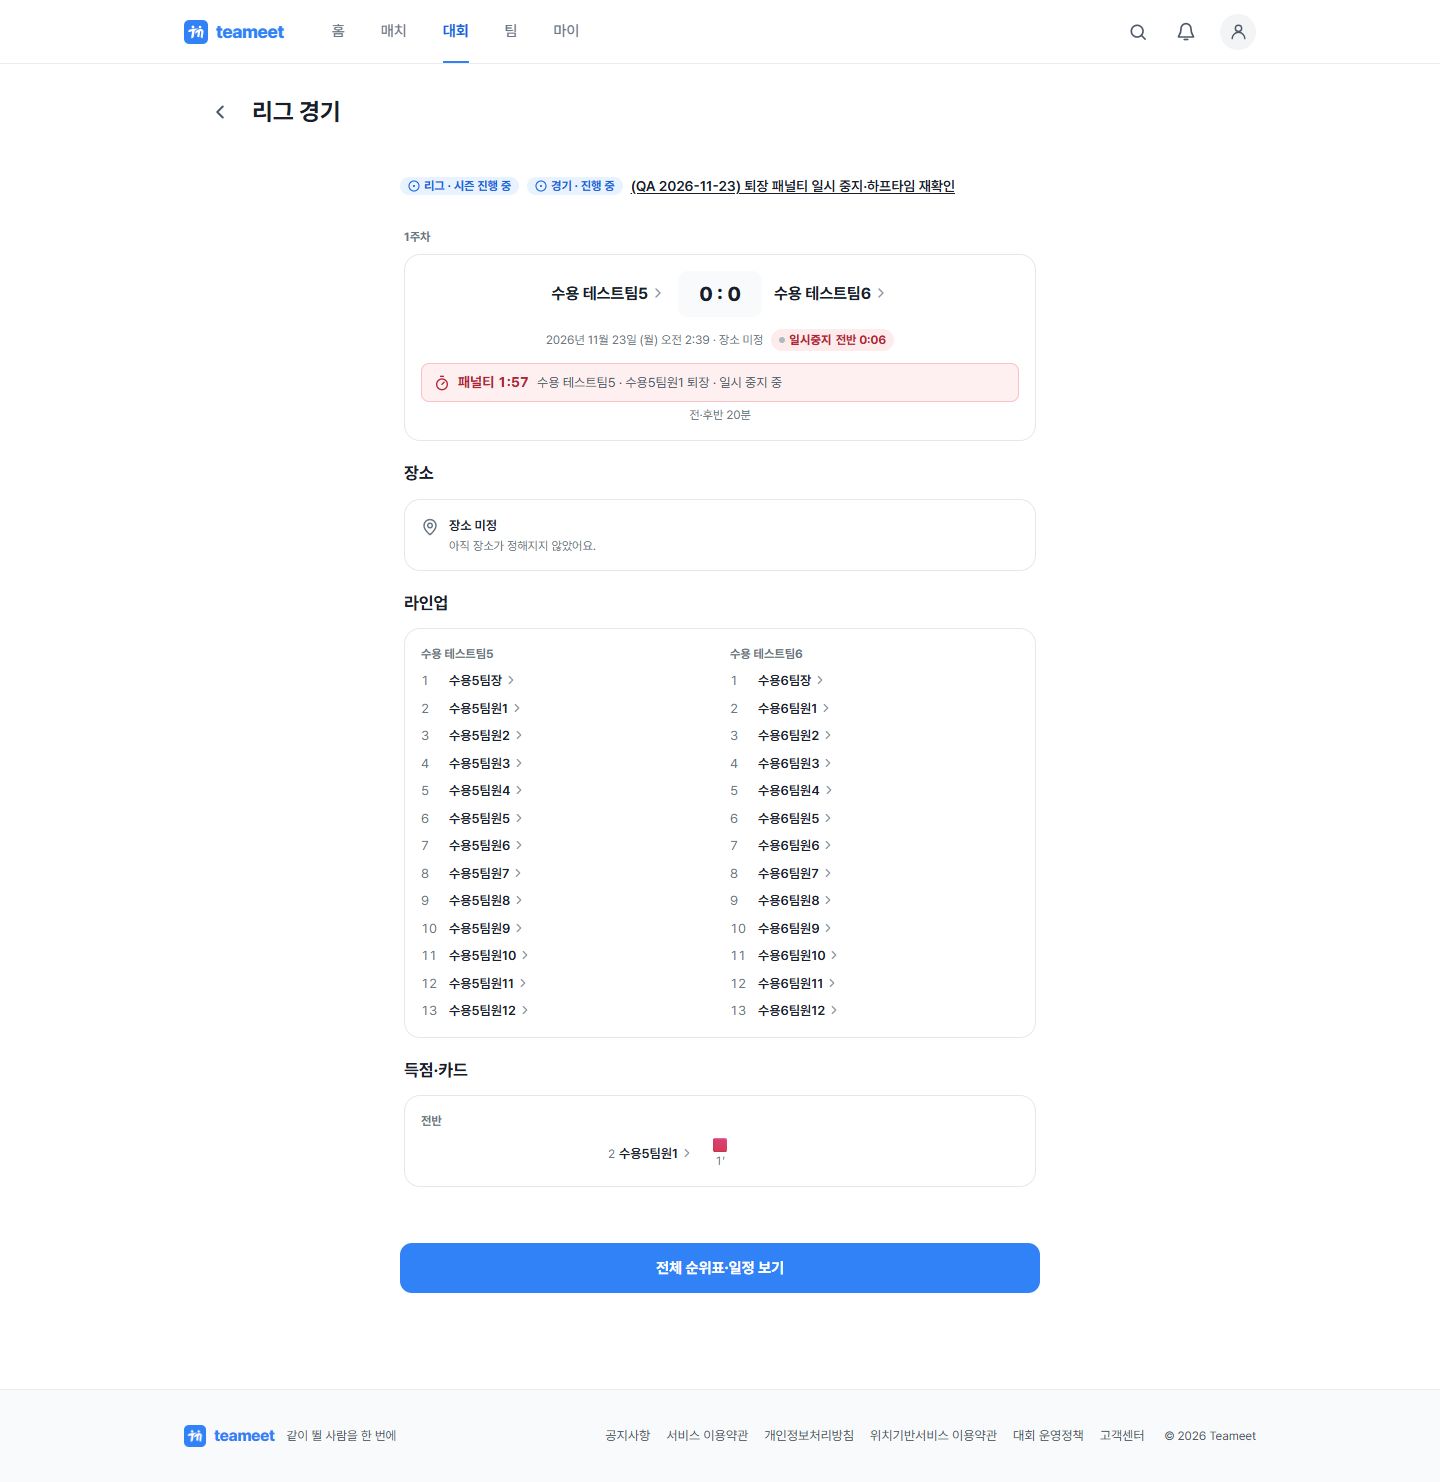 teameet 홈 매치 대회 팀 마이
리그 경기
리그 · 시즌 진행 중 경기 · 진행 중 (QA 2026-11-23) 퇴장 패널티 일시 중지·하프타임 재확인
1주차
수용 테스트팀5 0 : 0 수용 테스트팀6
2026년 11월 23일 (월) 오전 2:39 · 장소 미정 일시중지 전반 0:06
패널티 1:57 수용 테스트팀5 · 수용5팀원1 퇴장 · 일시 중지 중
전·후반 20분
장소
장소 미정
아직 장소가 정해지지 않았어요.
라인업
수용 테스트팀5
1 수용5팀장
2 수용5팀원1
3 수용5팀원2
4 수용5팀원3
5 수용5팀원4
6 수용5팀원5
7 수용5팀원6
8 수용5팀원7
9 수용5팀원8
10 수용5팀원9
11 수용5팀원10
12 수용5팀원11
13 수용5팀원12
수용 테스트팀6
1 수용6팀장
2 수용6팀원1
3 수용6팀원2
4 수용6팀원3
5 수용6팀원4
6 수용6팀원5
7 수용6팀원6
8 수용6팀원7
9 수용6팀원8
10 수용6팀원9
11 수용6팀원10
12 수용6팀원11
13 수용6팀원12
득점·카드
전반
2 수용5팀원1
1′
전체 순위표·일정 보기
teameet 같이 뛸 사람을 한 번에 공지사항 서비스 이용약관 개인정보처리방침 위치기반서비스 이용약관 대회 운영정책 고객센터 © 2026 Teameet